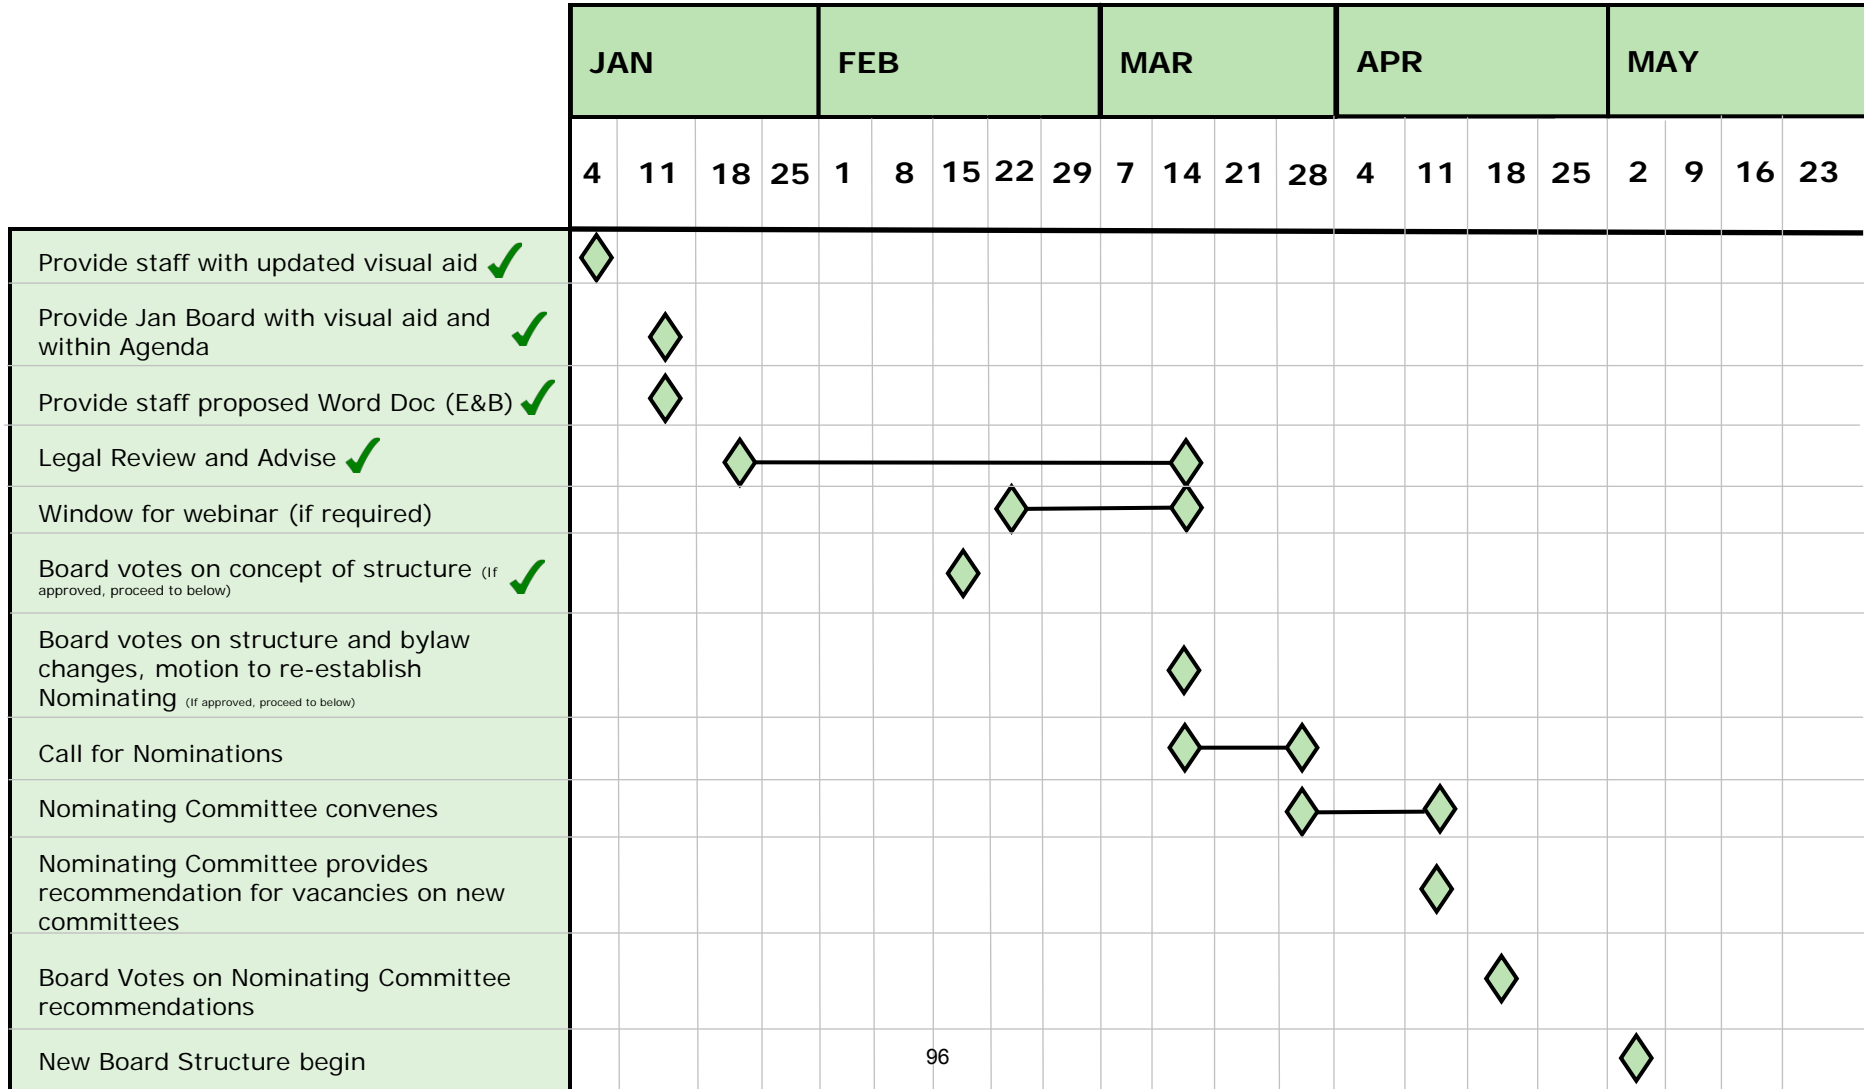 JAN FEB MAR APR MAY
4 11 18 25 1 8 15 22 29 7 14 21 28 4 11 18 25 2 9 16 23
Provide staff with updated visual aid
Provide Jan Board with visual aid and
within Agenda
Provide staff proposed Word Doc (E&B)
Legal Review and Advise
Window for webinar (if required)
Board votes on concept of structure (If
approved, proceed to below)
Board votes on structure and bylaw
changes, motion to re-establish
Nominating (If approved, proceed to below)
Call for Nominations
Nominating Committee convenes
Nominating Committee provides
recommendation for vacancies on new
committees
Board Votes on Nominating Committee
recommendations
New Board Structure begin
96